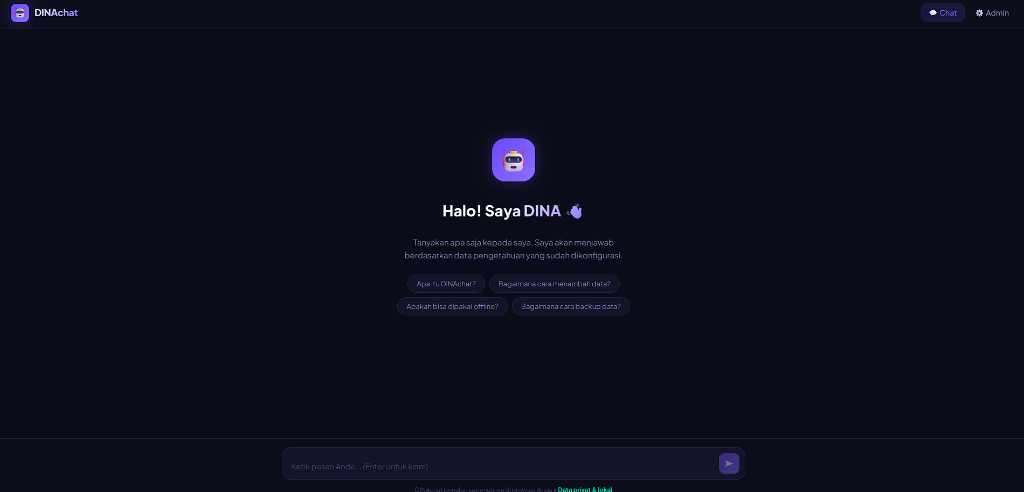 DINAchat
Chat
Admin
Halo! Saya DINA
Tanyakan apa saja kepada saya. Saya akan menjawab
berdasarkan data pengetahuan yang sudah dikonfigurasi.
Apa itu DINAchat?
Bagaimana cara menambah data?
Apakah bisa dipakai offline?
Bagaimana cara backup data?
Ketik pesan Anda... (Enter untuk kirim)
Data privat & lokal